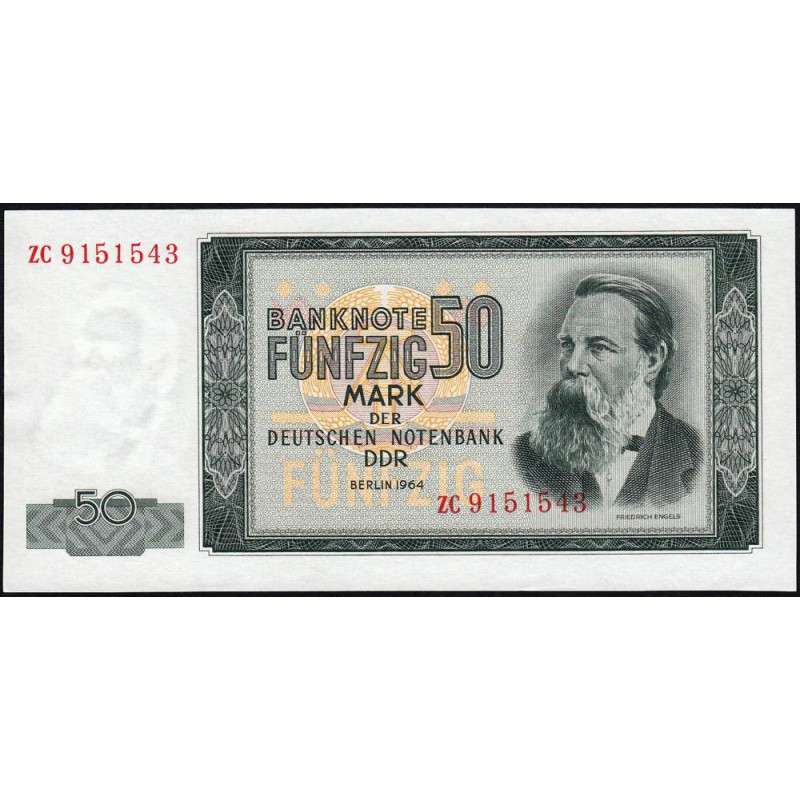 ZC 9151543
BANKNOTE 50
FÜNFZIG
MARK
DER
DEUTSCHEN NOTENBANK
DDR
FÜNFZIG
BERLIN 1964
ZC 9151543
FRIEDRICH ENGELS
50